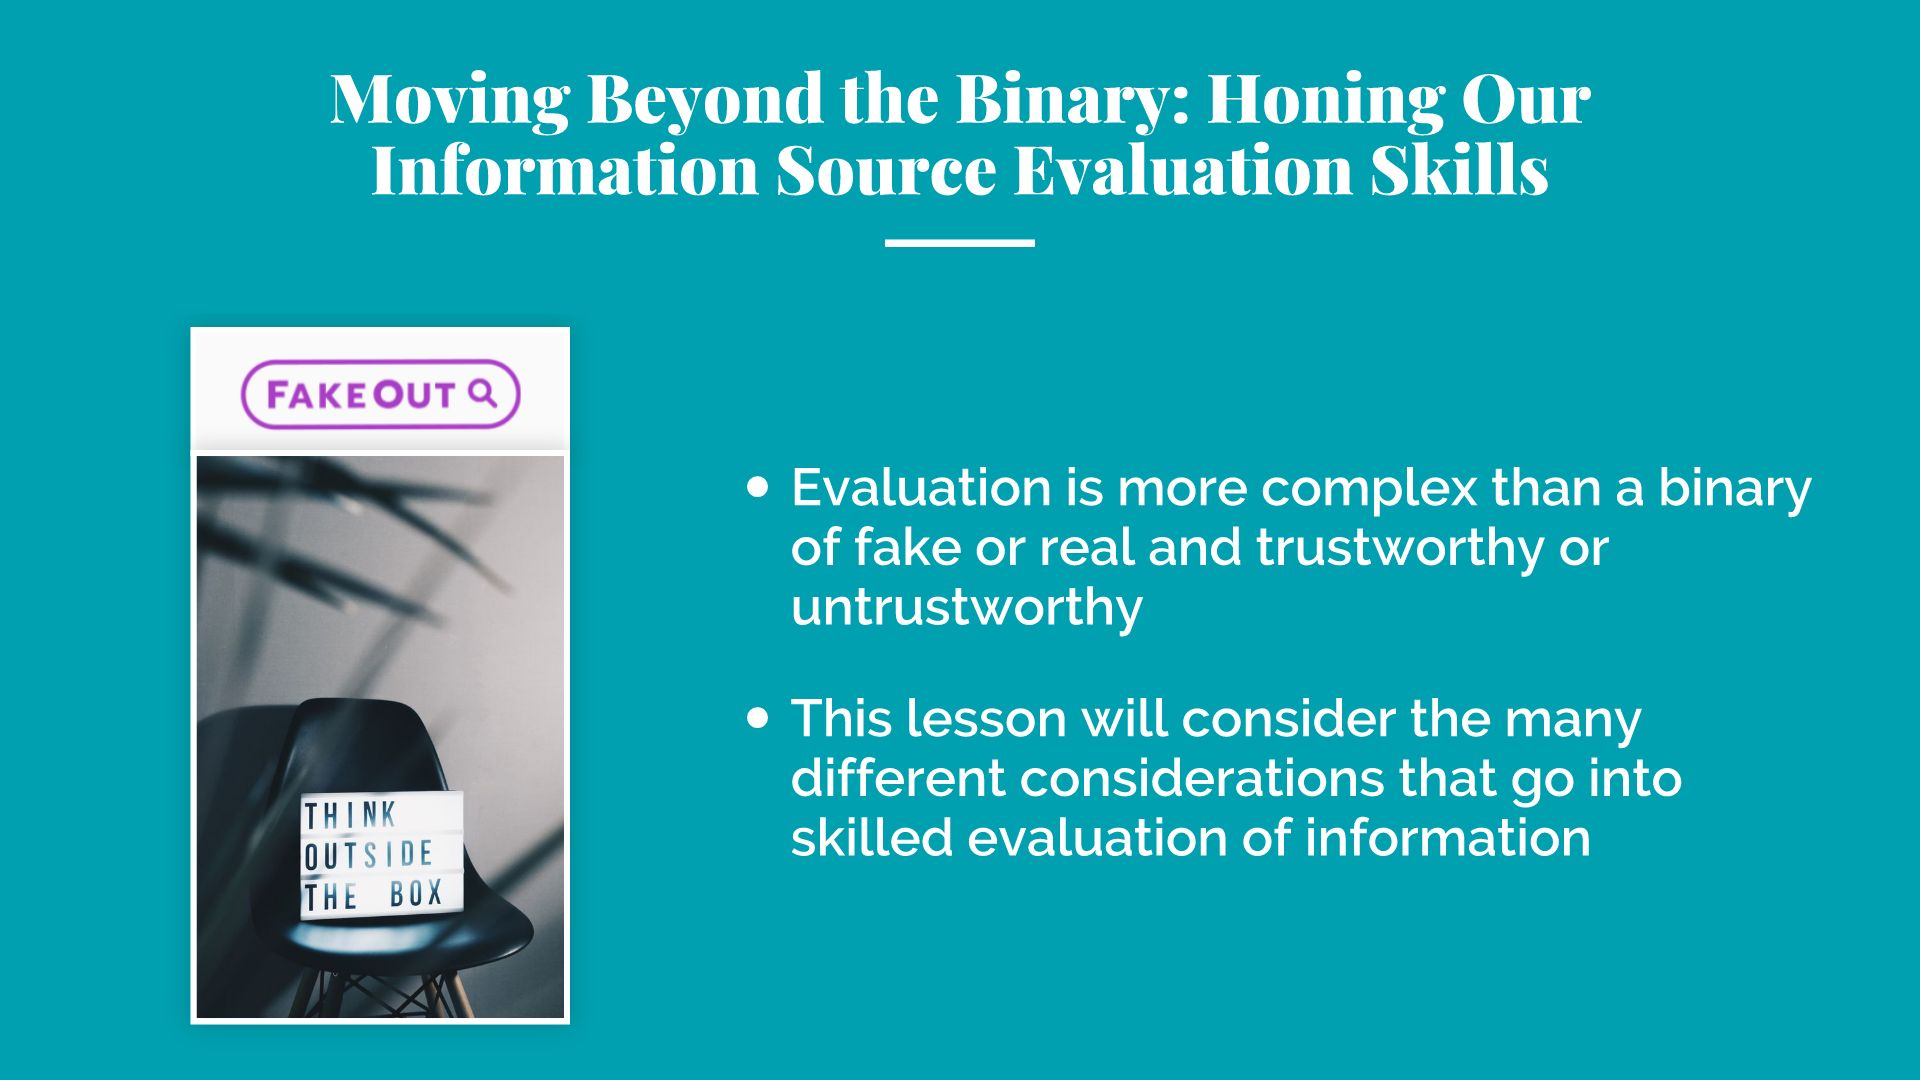 Moving Beyond the Binary: Honing Our
Information Source Evaluation Skills
FAKEOUT
THINK
OUTSIDE
THE BOX
• Evaluation is more complex than a binary
of fake or real and trustworthy or
untrustworthy
• This lesson will consider the many
different considerations that go into
skilled evaluation of information